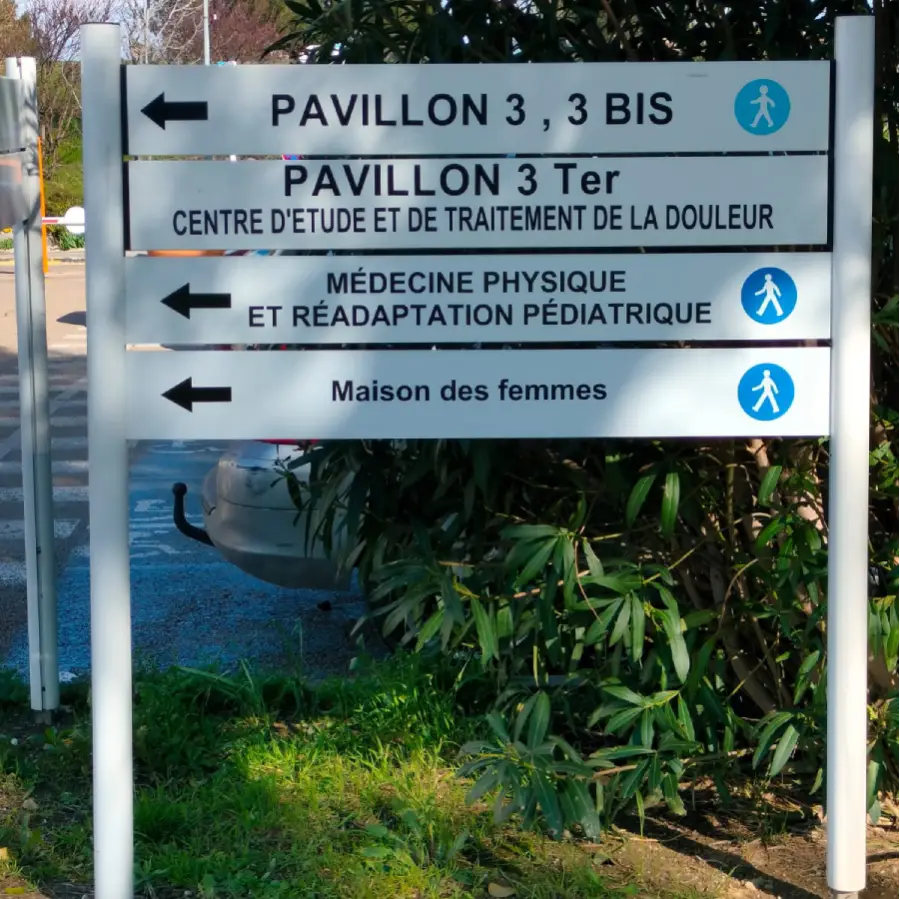 PAVILLON 3 , 3 BIS
PAVILLON 3 Ter
CENTRE D'ETUDE ET DE TRAITEMENT DE LA DOULEUR
MÉDECINE PHYSIQUE
ET RÉADAPTATION PÉDIATRIQUE
Maison des femmes